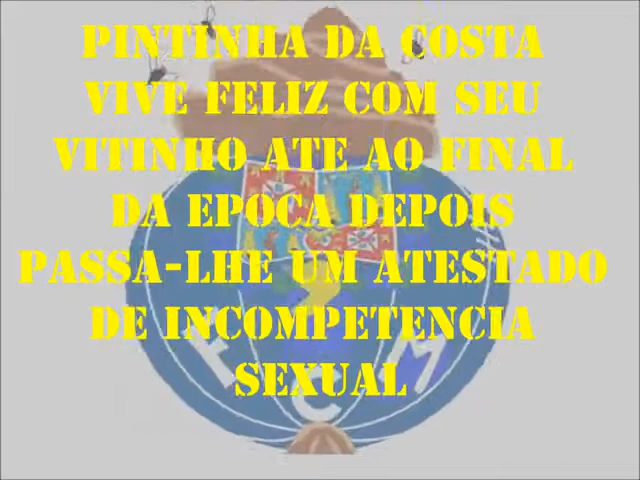 PINTINHA DA COSTA
VIVE FELIZ COM SEU
VITINHO ATE AO FINAL
DA EPOCA DEPOIS
PASSA-LHE UM ATESTADO
DE INCOMPETENCIA
SEXUAL
F C M